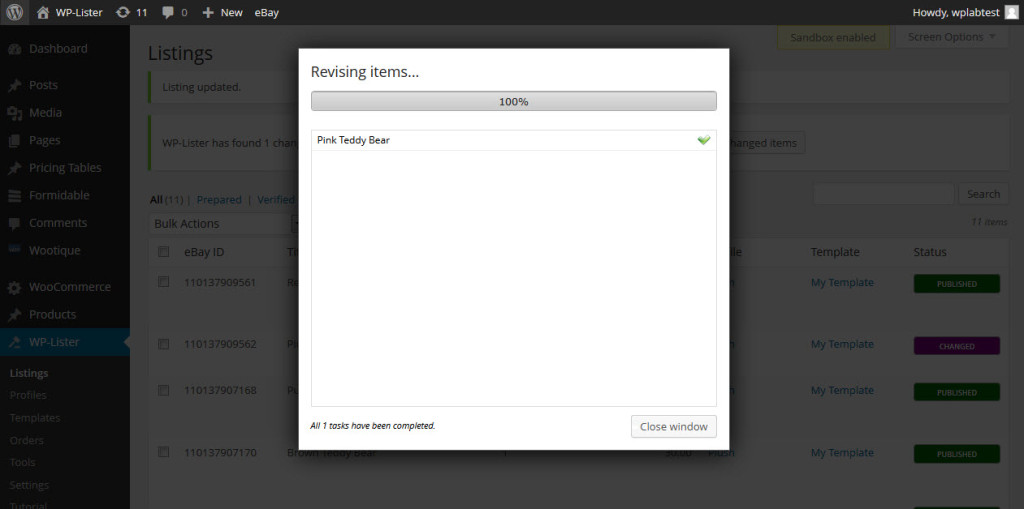 WP-Lister 11 0 New eBay Howdy, wplabtest
Dashboard
Posts
Media
Pages
Pricing Tables
Formidable
Comments
Wootique
WooCommerce
Products
WP-Lister
Listings
Profiles
Templates
Orders
Tools
Settings
Tutorial
Sandbox enabled Screen Options
Listings
Listing updated.
WP-Lister has found 1 chan hanged items
All (11) | Prepared | Verified
Search
Bulk Actions
11 items
eBay ID Template Status
110137909561 My Template PUBLISHED
110137909562 My Template CHANGED
110137907168 My Template PUBLISHED
110137907170 Brown Teddy Bear 1 Plush My Template PUBLISHED
Revising items...
100%
Pink Teddy Bear
All 1 tasks have been completed.
Close window